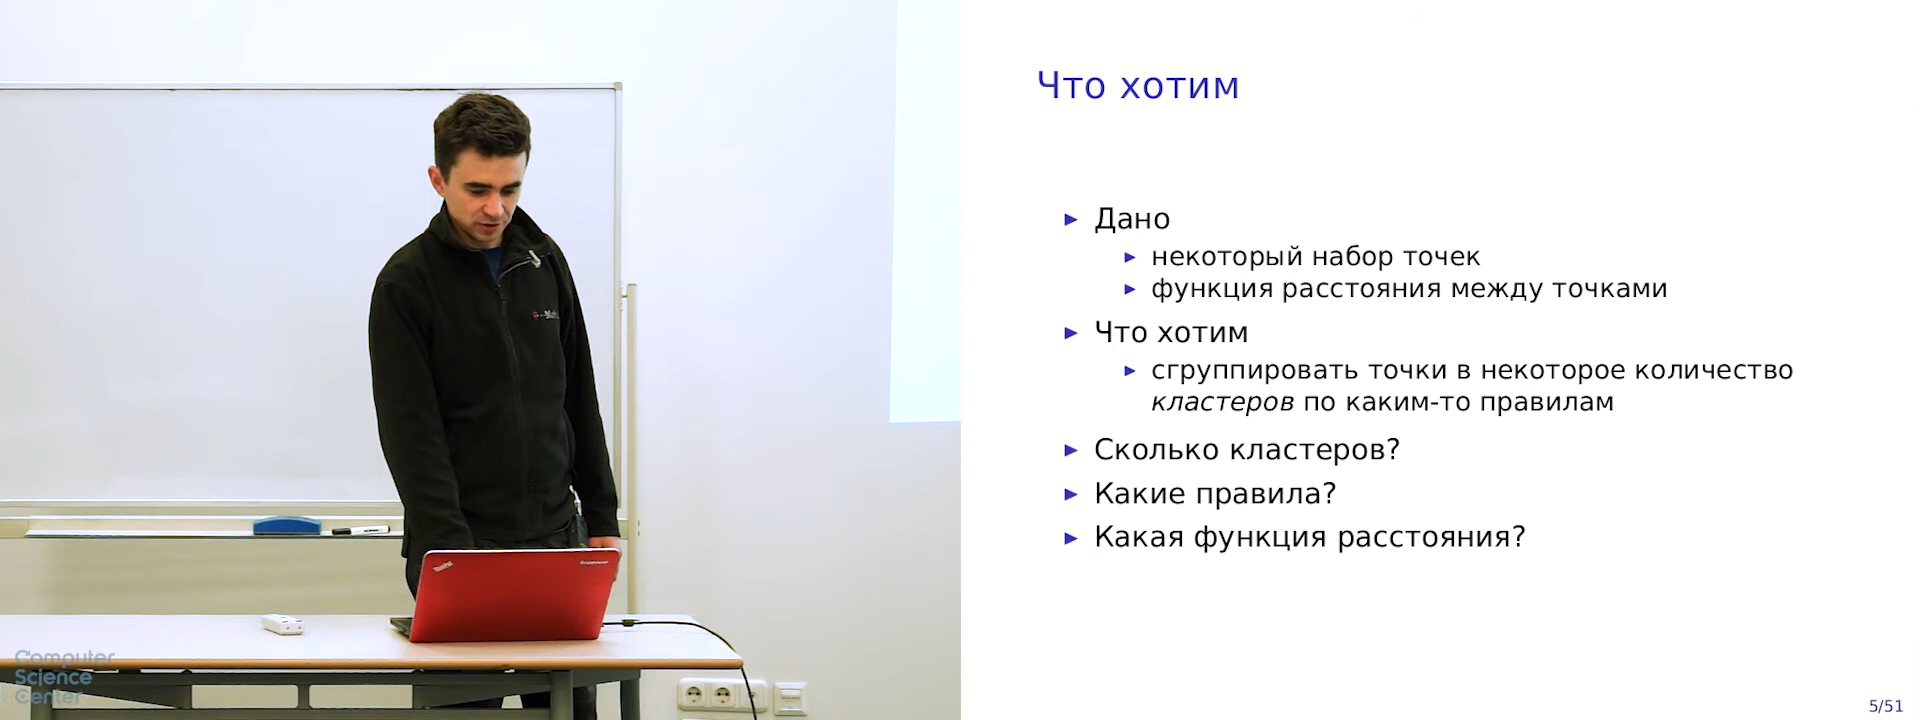 Что хотим
Дано
некоторый набор точек
функция расстояния между точками
Что хотим
сгруппировать точки в некоторое количество
кластеров по каким-то правилам
Сколько кластеров?
Какие правила?
Какая функция расстояния?
5/51
Computer
Science
Center
ThinkPad